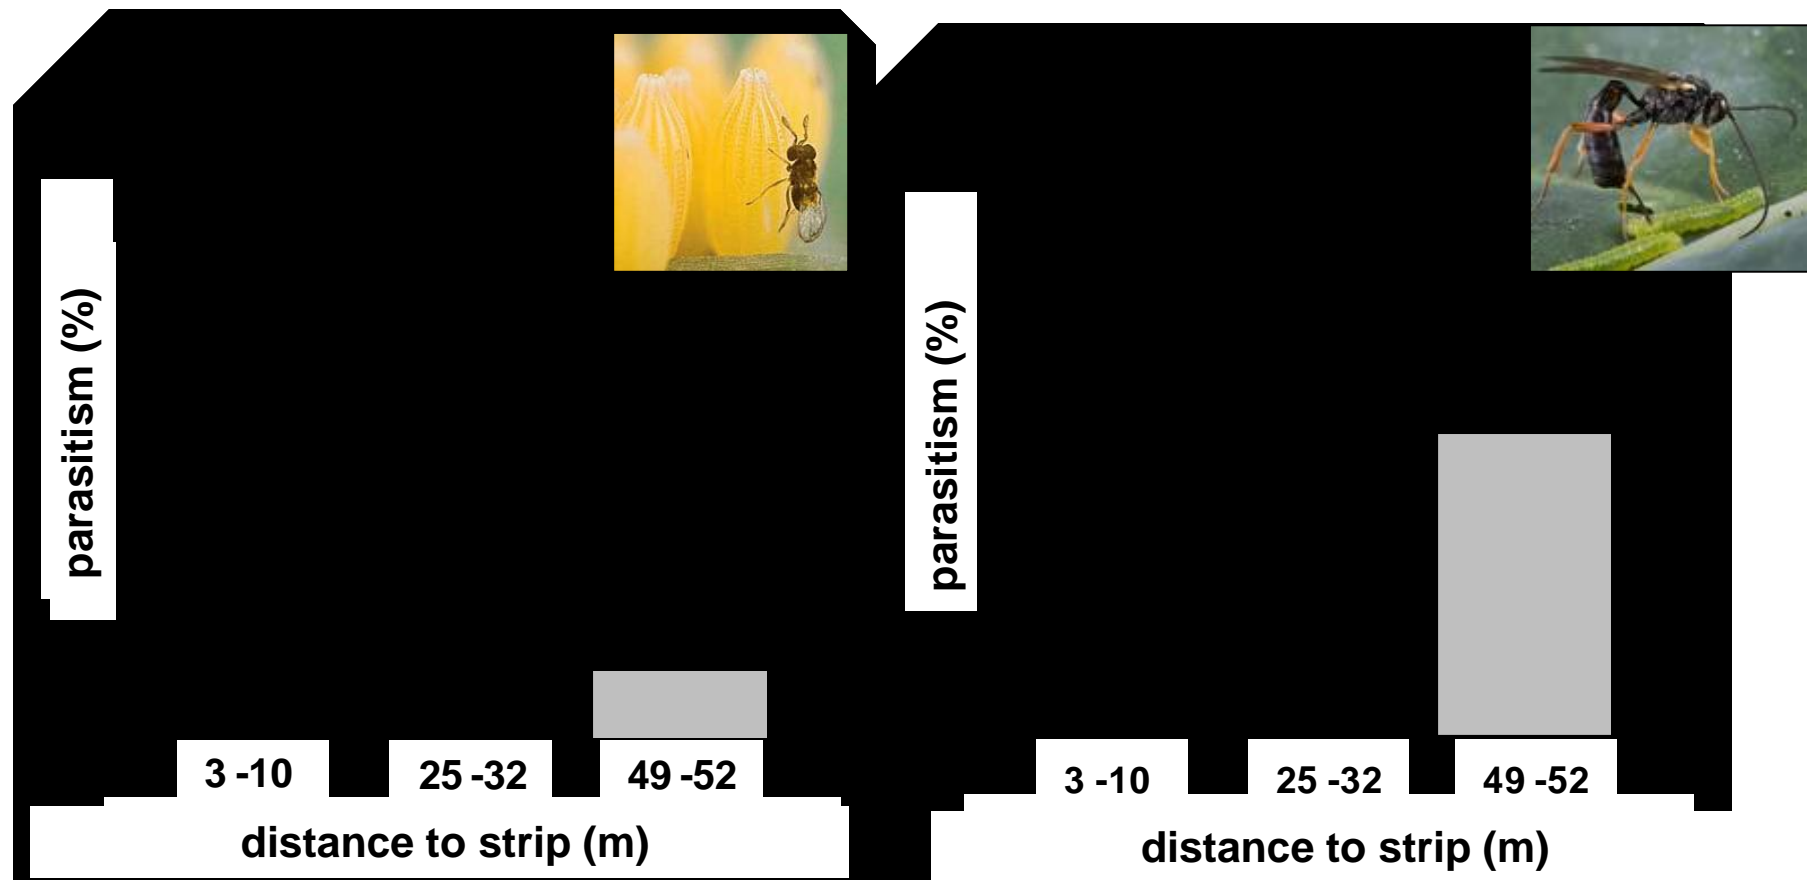 parasitism (%)
3 -10 25 -32 49 -52
distance to strip (m)
parasitism (%)
3 -10 25 -32 49 -52
distance to strip (m)